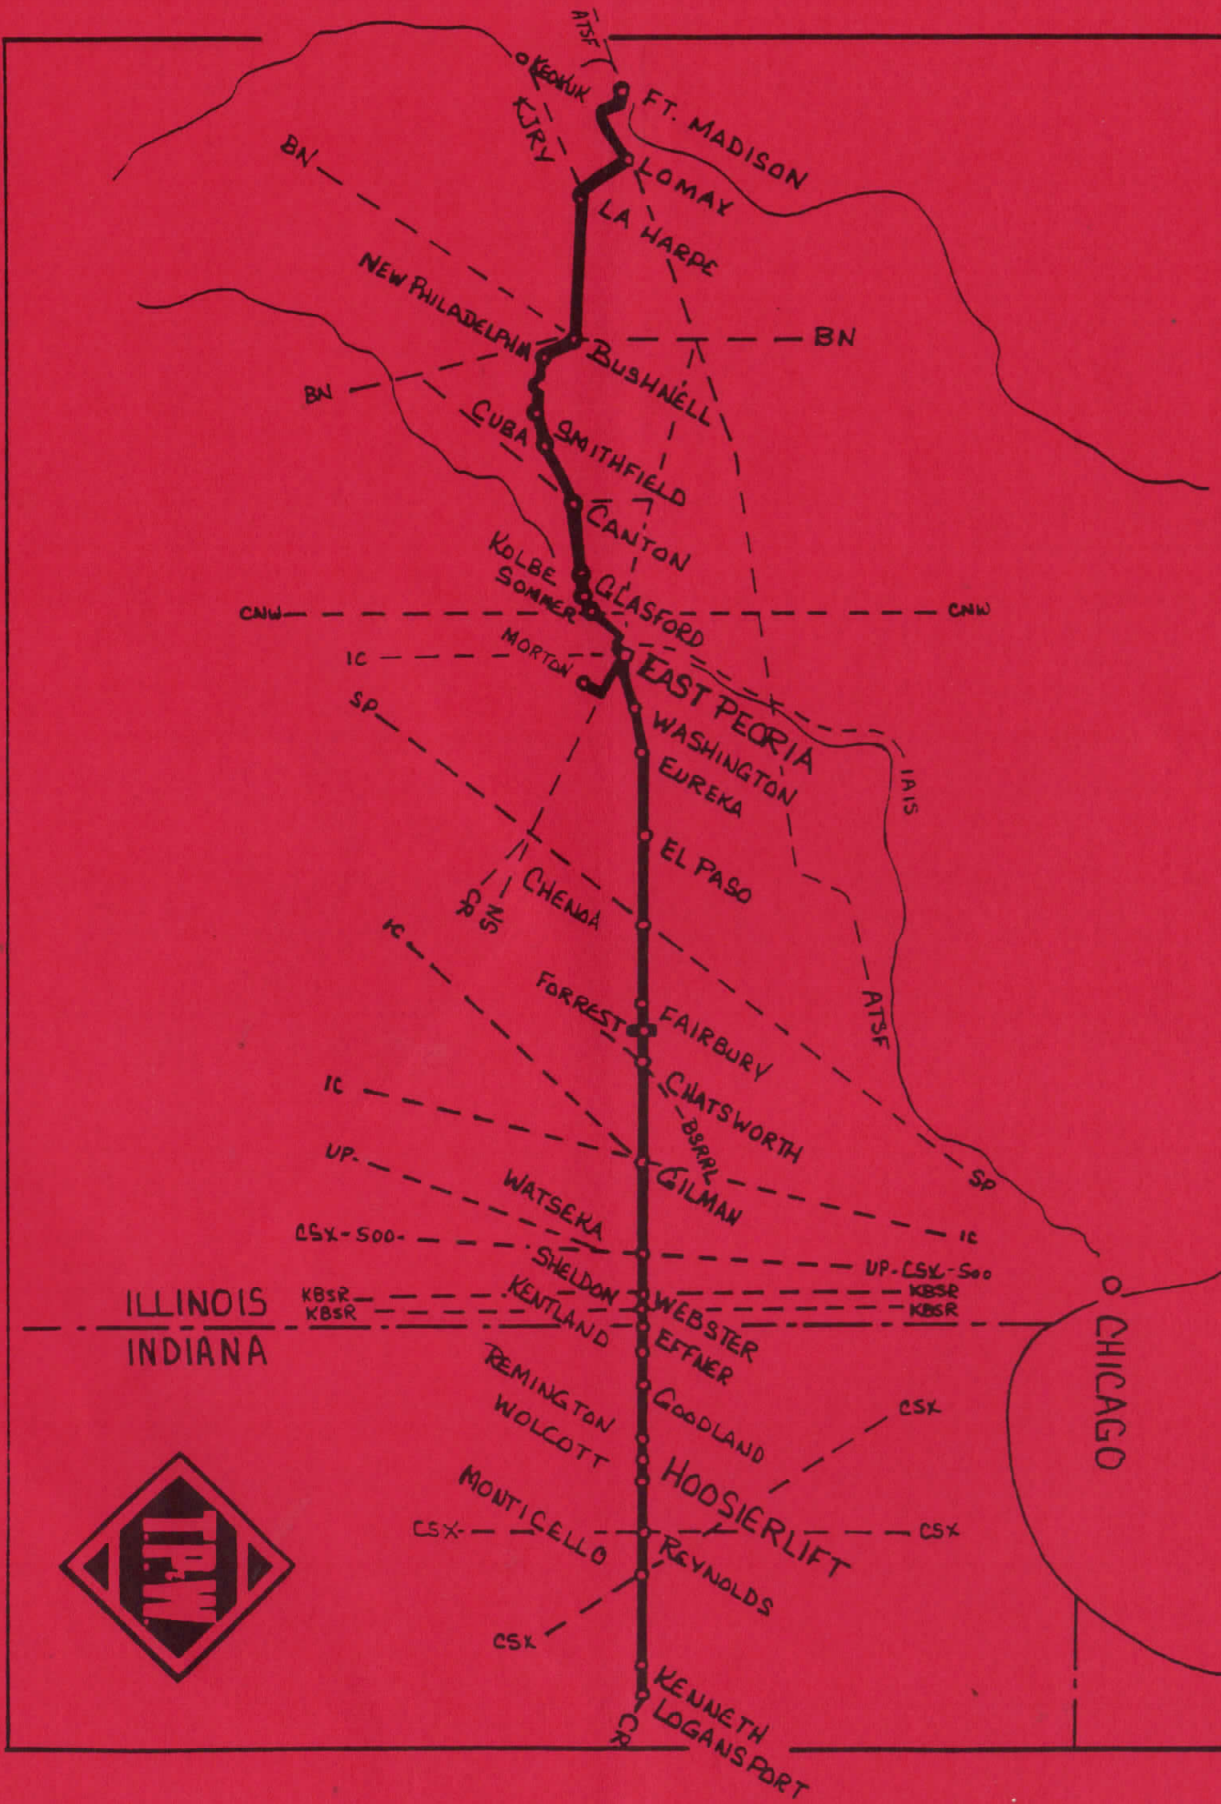 ATSF
KEOKUK
FT. MADISON
KJRY
BN
LOMAX
LA HARPE
NEW PHILADELPHIA
BN
BUSHNELL
BN
CUBA
SMITHFIELD
CANTON
KOLBE
SOMMER
GLASFORD
CNW
CNW
MORTON
IC
EAST PEORIA
SP
WASHINGTON
EUREKA
IAIS
EL PASO
CHENOA
CR
NS
IC
FORREST
FAIRBURY
ATSF
CHATSWORTH
IC
BSRRL
UP
GILMAN
SP
WATSEKA
IC
CSX-SOO
UP-CSX-SOO
SHELDON
KBSR
KBSR
WEBSTER
KBSR
KBSR
ILLINOIS
INDIANA
KENTLAND
EFFNER
CHICAGO
REMINGTON
GOODLAND
CSX
WOLCOTT
HOOSIERLIFT
MONTICELLO
CSX
CSX
REYNOLDS
T.P.&W.
CSX
KENNETH
LOGANSPORT
CR